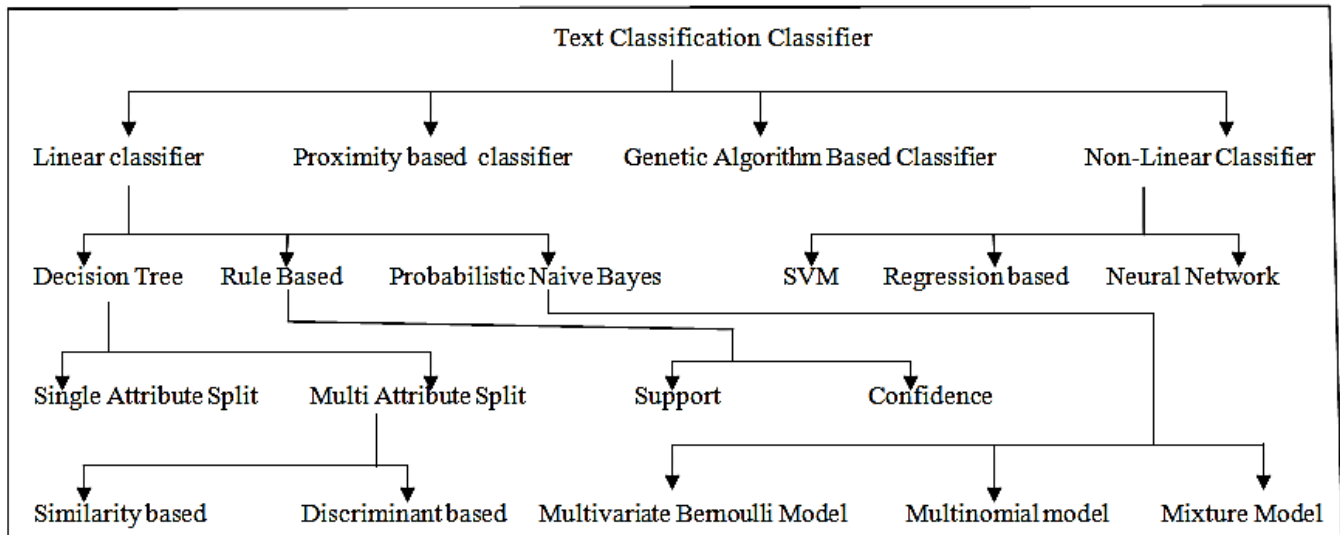 Text Classification Classifier
Linear classifier Proximity based classifier Genetic Algorithm Based Classifier Non-Linear Classifier
Decision Tree Rule Based Probabilistic Naive Bayes SVM Regression based Neural Network
Single Attribute Split Multi Attribute Split Support Confidence
Similarity based Discriminant based Multivariate Bernoulli Model Multinomial model Mixture Model